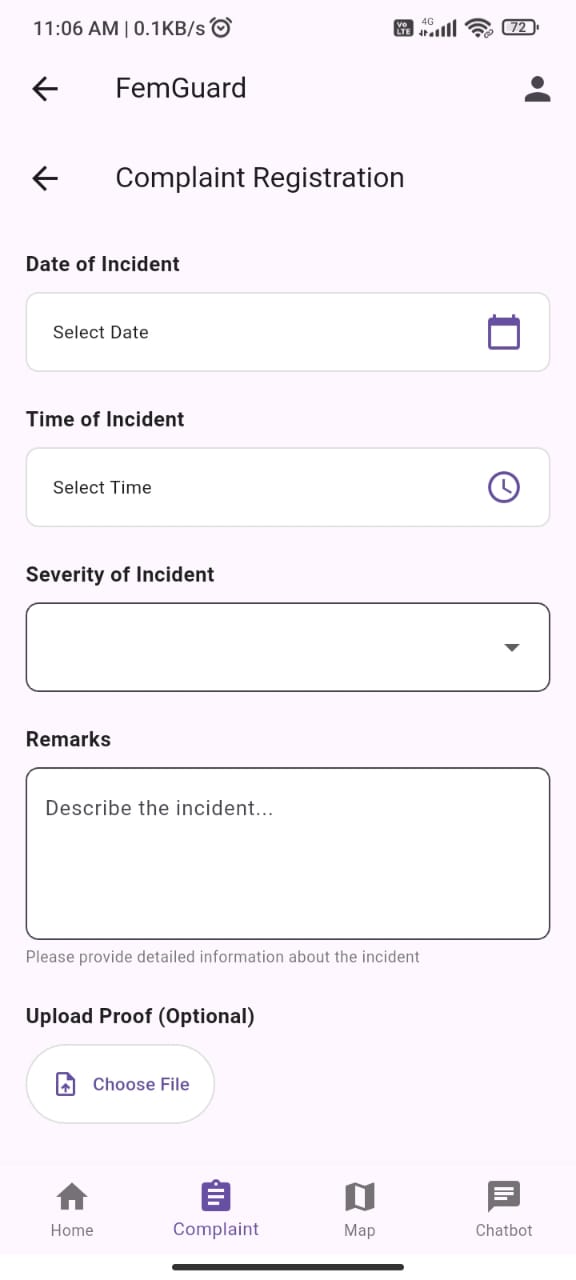 11:06 AM | 0.1KB/s
VO LTE 4G 72
FemGuard
Complaint Registration
Date of Incident
Select Date
Time of Incident
Select Time
Severity of Incident
Remarks
Describe the incident...
Please provide detailed information about the incident
Upload Proof (Optional)
Choose File
Home Complaint Map Chatbot